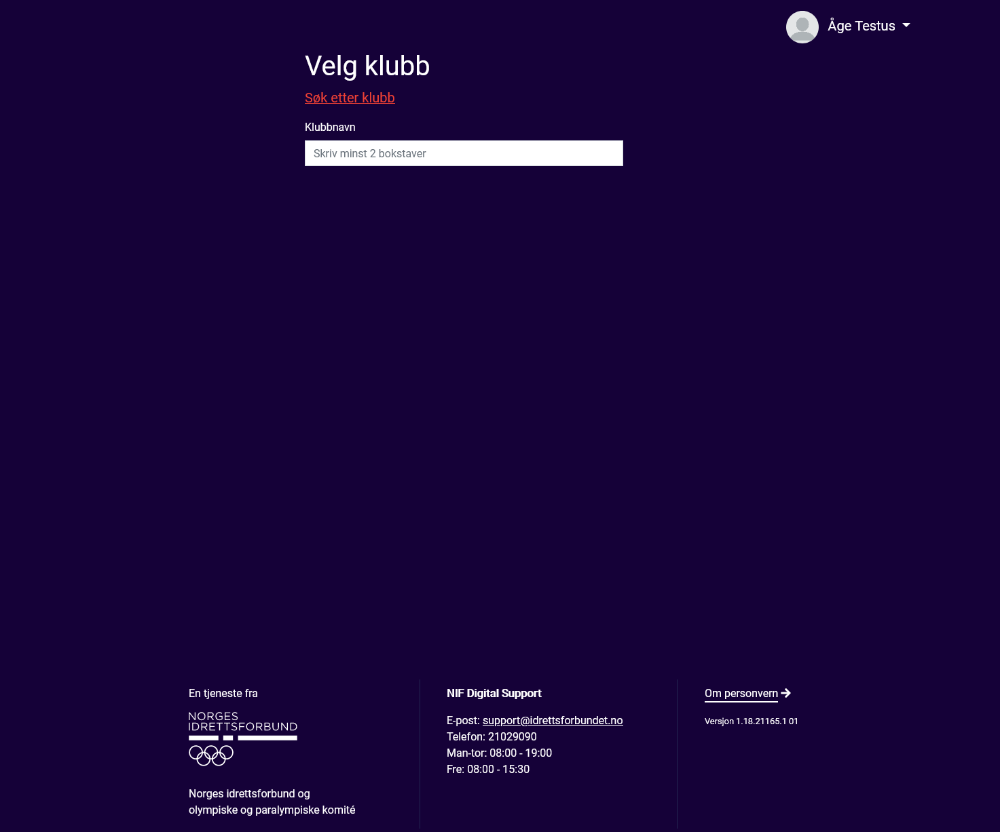 Åge Testus
Velg klubb
Søk etter klubb
Klubbnavn
Skriv minst 2 bokstaver
En tjeneste fra
NORGES
IDRETTSFORBUND
Norges idrettsforbund og
olympiske og paralympiske komité
NIF Digital Support
E-post: support@idrettsforbundet.no
Telefon: 21029090
Man-tor: 08:00 - 19:00
Fre: 08:00 - 15:30
Om personvern
Versjon 1.18.21165.1 01